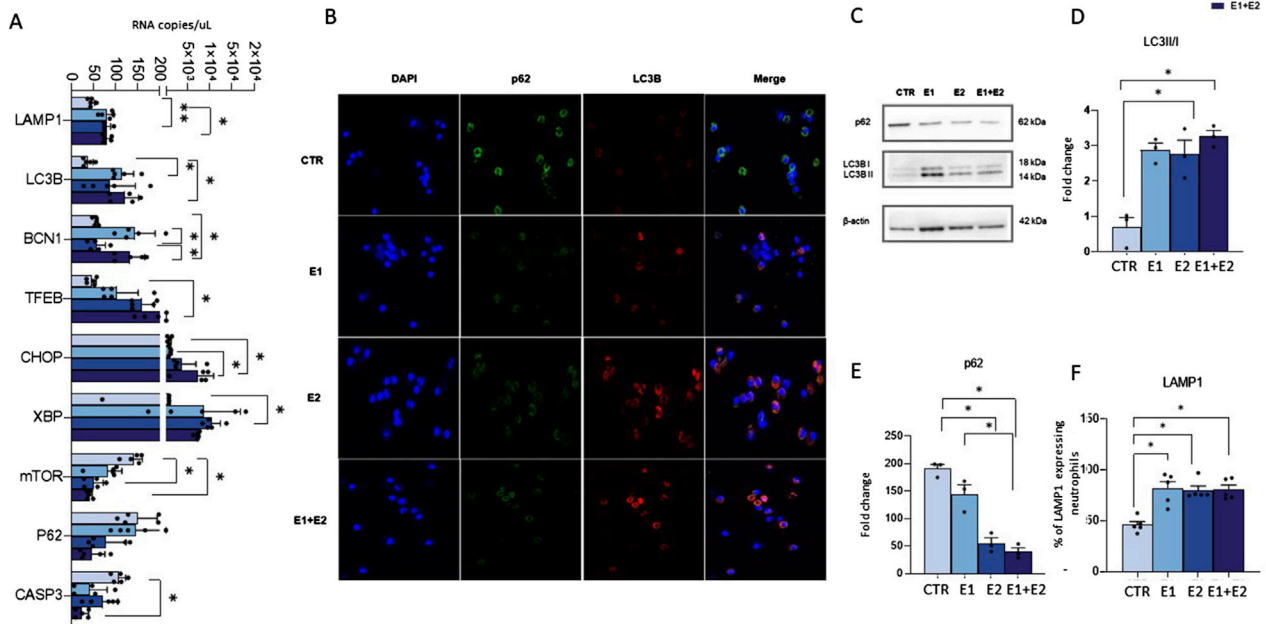 A
RNA copies/uL
0
50
100
150
200
5×10³
1×10⁴
5×10⁴
2×10⁴
LAMP1
LC3B
BCN1
TFEB
CHOP
XBP
mTOR
P62
CASP3
* *
*
*
*
*
*
*
*
*
*
*
*
*
*
*
B
DAPI p62 LC3B Merge
CTR
E1
E2
E1+E2
C
CTR E1 E2 E1+E2
p62 62 kDa
LC3B I 18 kDa
LC3B II 14 kDa
β-actin 42 kDa
D
E1+E2
LC3II/I
*
*
Fold change
4
3
2
1
0
CTR E1 E2 E1+E2
E
p62
*
*
*
Fold change
250
200
150
100
50
0
CTR E1 E2 E1+E2
F
LAMP1
*
*
*
% of LAMP1 expressing
neutrophils
150
100
50
0
-
CTR E1 E2 E1+E2